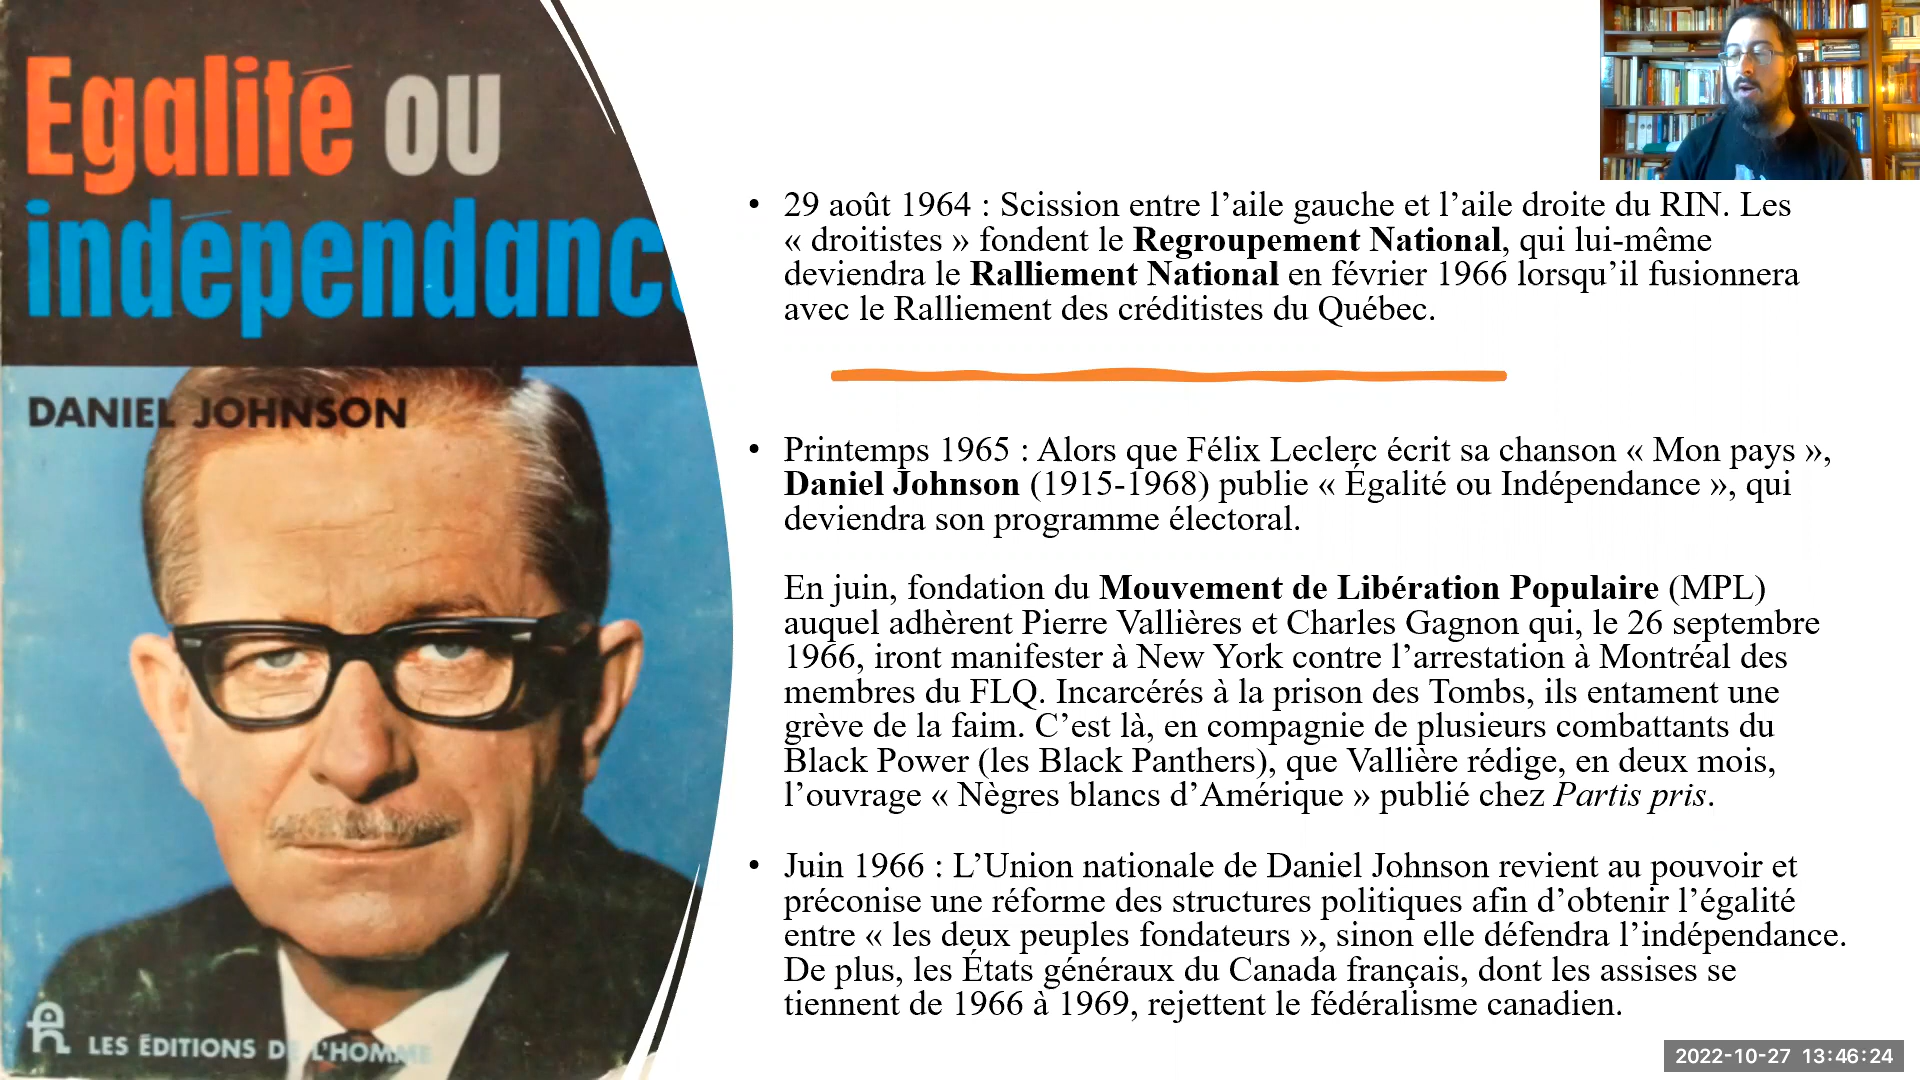 Egalité ou
indépendance
DANIEL JOHNSON
LES ÉDITIONS DE L'HOMME
• 29 août 1964 : Scission entre l’aile gauche et l’aile droite du RIN. Les
« droitistes » fondent le Regroupement National, qui lui-même
deviendra le Ralliement National en février 1966 lorsqu’il fusionnera
avec le Ralliement des créditistes du Québec.
• Printemps 1965 : Alors que Félix Leclerc écrit sa chanson « Mon pays »,
Daniel Johnson (1915-1968) publie « Égalité ou Indépendance », qui
deviendra son programme électoral.
En juin, fondation du Mouvement de Libération Populaire (MPL)
auquel adhèrent Pierre Vallières et Charles Gagnon qui, le 26 septembre
1966, iront manifester à New York contre l’arrestation à Montréal des
membres du FLQ. Incarcérés à la prison des Tombs, ils entament une
grève de la faim. C’est là, en compagnie de plusieurs combattants du
Black Power (les Black Panthers), que Vallière rédige, en deux mois,
l’ouvrage « Nègres blancs d’Amérique » publié chez Partis pris.
• Juin 1966 : L’Union nationale de Daniel Johnson revient au pouvoir et
préconise une réforme des structures politiques afin d’obtenir l’égalité
entre « les deux peuples fondateurs », sinon elle défendra l’indépendance.
De plus, les États généraux du Canada français, dont les assises se
tiennent de 1966 à 1969, rejettent le fédéralisme canadien.
2022-10-27 13:46:24